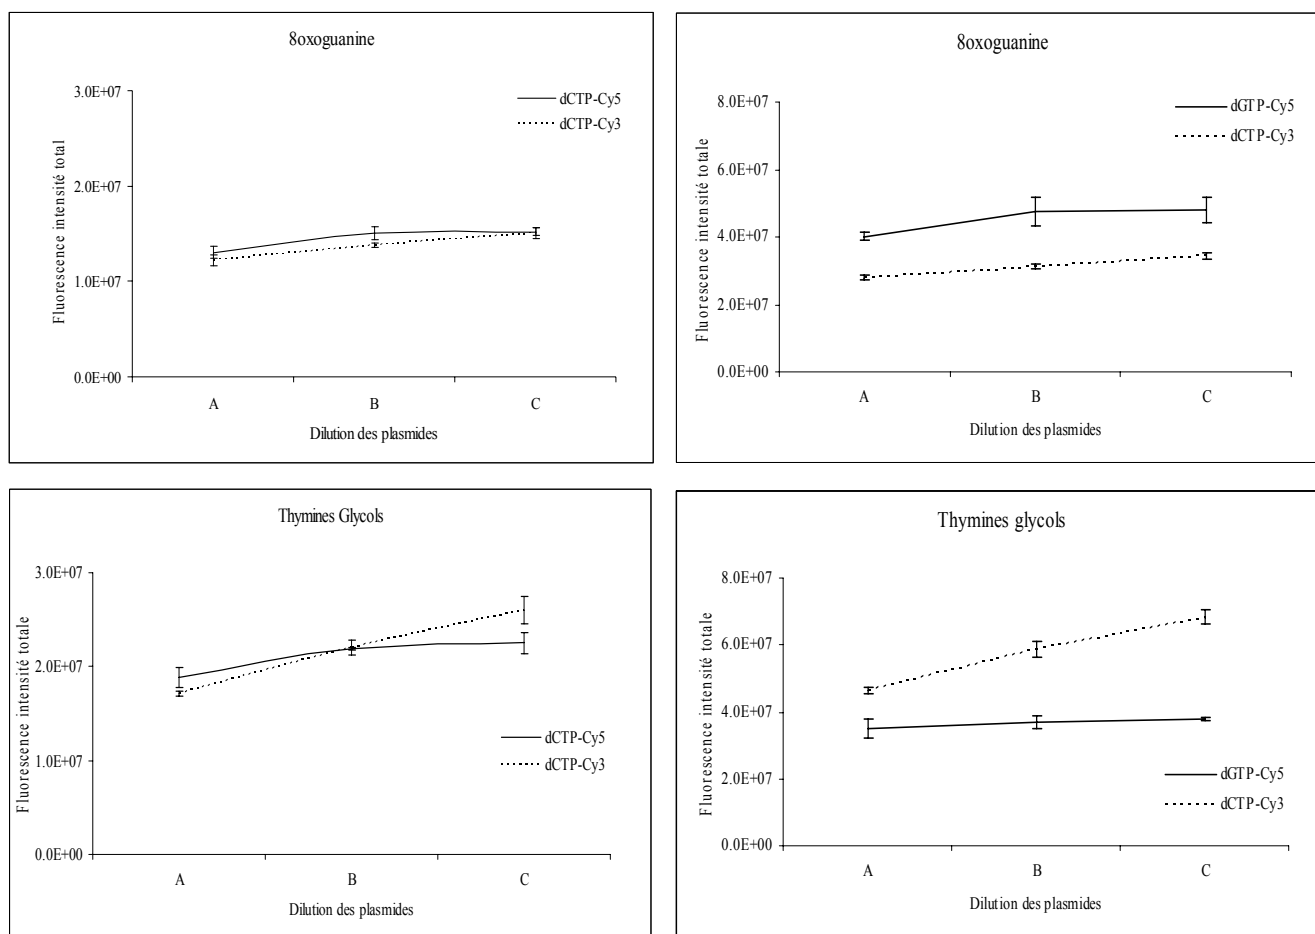 8oxoguanine
3.0E+07
2.0E+07
1.0E+07
0.0E+00
Fluorescence intensité total
dCTP-Cy5
dCTP-Cy3
A B C
Dilution des plasmides
8oxoguanine
8.0E+07
6.0E+07
4.0E+07
2.0E+07
0.0E+00
Fluorescence intensité totale
dGTP-Cy5
dCTP-Cy3
A B C
Dilution des plasmides
Thymines Glycols
3.0E+07
2.0E+07
1.0E+07
0.0E+00
Fluorescence intensité totale
dCTP-Cy5
dCTP-Cy3
A B C
Dilution des plasmides
Thymines glycols
8.0E+07
6.0E+07
4.0E+07
2.0E+07
0.0E+00
Fluorescence intensité totale
dGTP-Cy5
dCTP-Cy3
A B C
Dilution des plasmides